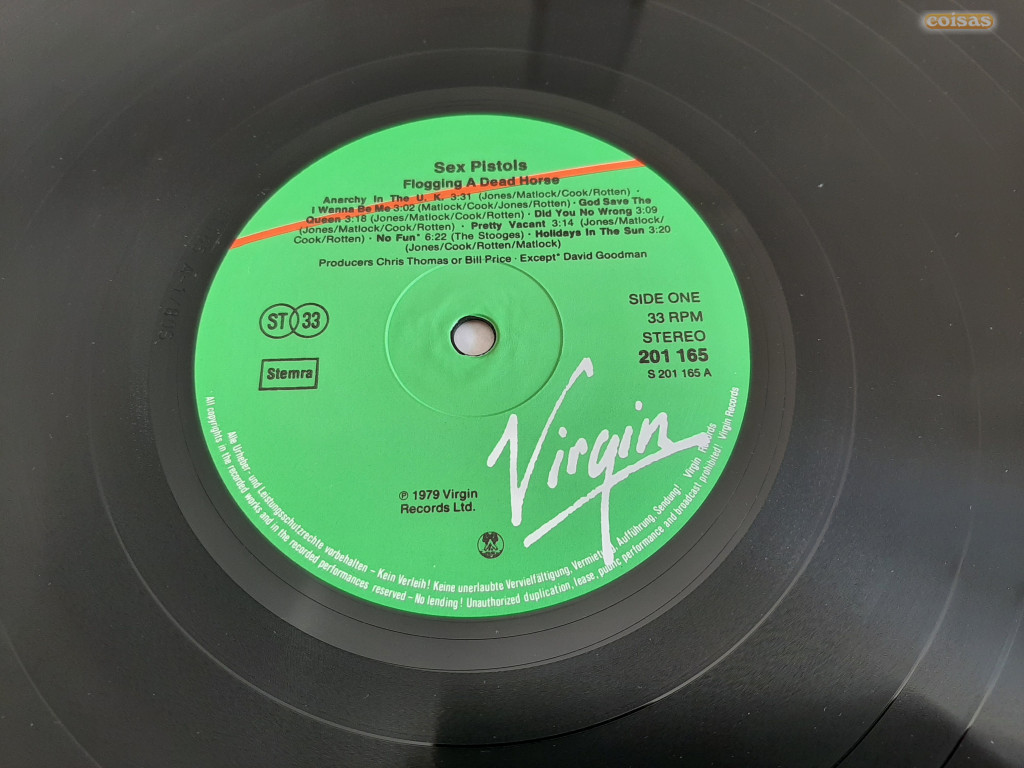 coisas
Sex Pistols
Flogging A Dead Horse
Anarchy In The U. K. 3:31 (Jones/Matlock/Cook/Rotten) ·
I Wanna Be Me 3:02 (Matlock/Cook/Jones/Rotten) · God Save The
Queen 3:18 (Jones/Matlock/Cook/Rotten) · Did You No Wrong 3:09
(Jones/Matlock/Cook/Rotten) · Pretty Vacant 3:14 (Jones/Matlock/
Cook/Rotten) · No Fun* 6:22 (The Stooges) · Holidays In The Sun 3:20
(Jones/Cook/Rotten/Matlock)
Producers Chris Thomas or Bill Price · Except* David Goodman
ST 33
Stemra
SIDE ONE
33 RPM
STEREO
201 165
S 201 165 A
Virgin
℗ 1979 Virgin
Records Ltd.
Alle Urheber- und Leistungsschutzrechte vorbehalten – Kein Verleih! Keine unerlaubte Vervielfältigung, Vermietung, Aufführung, Sendung! Virgin Records
All copyrights in the recorded works and in the recorded performances reserved – No lending! Unauthorized duplication, lease, public performance and broadcast prohibited! Virgin Records